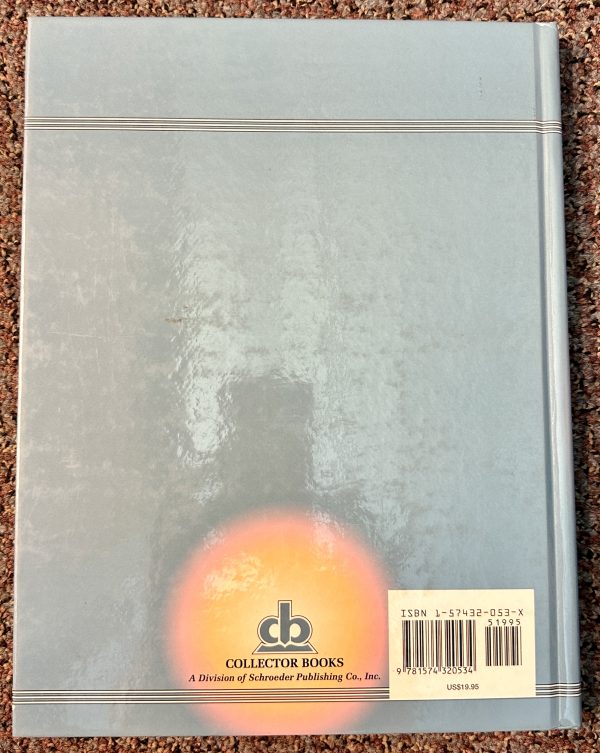 cb
COLLECTOR BOOKS
A Division of Schroeder Publishing Co., Inc.
ISBN 1-57432-053-X
51995
9 781574 320534
US$19.95